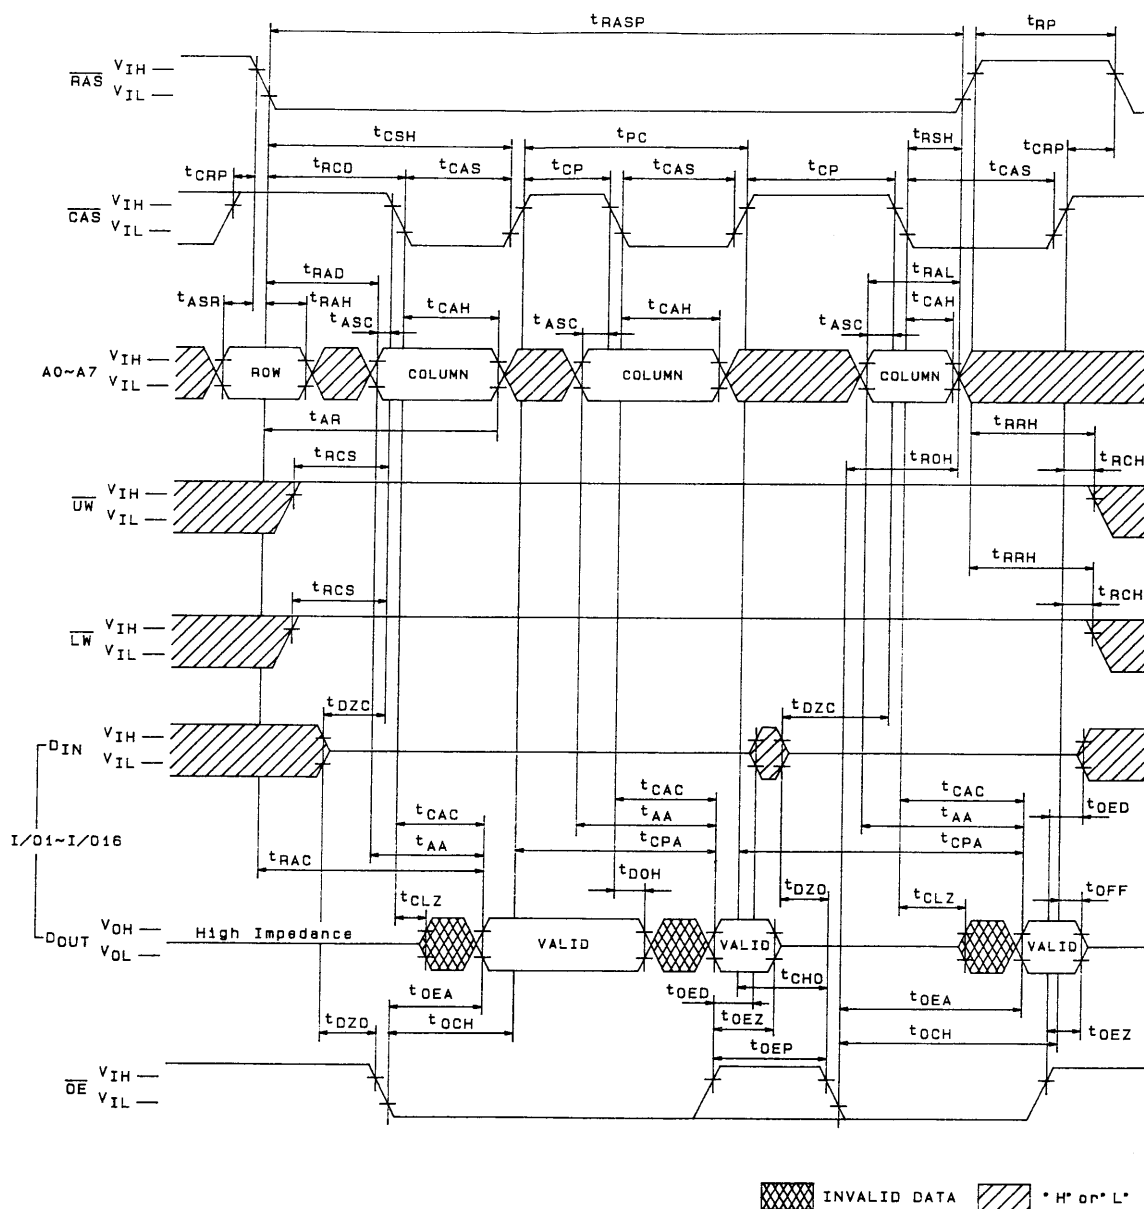 tRASP tRP
RAS VIH
VIL
tCSH tPC tRSH
tCRP tRCD tCAS tCP tCAS tCP tCRP
tCAS
CAS VIH
VIL
tRAD tRAL
tASR tRAH tCAH tCAH tCAH
tASC tASC tASC
A0~A7 VIH
VIL
ROW COLUMN COLUMN COLUMN
tAR tRRH
tRCS tROH tRCH
UW VIH
VIL
tRRH
tRCS tRCH
LW VIH
VIL
tDZC tDZC
DIN VIH
VIL
tCAC tCAC tCAC tOED
tAA tAA tAA
I/O1~I/O16
tRAC tCPA tCPA
tCLZ tDOH tDZO tCLZ tOFF
DOUT VOH
VOL
High Impedance VALID VALID VALID
tOEA tOED tCHO tOEA
tDZO tOCH tOEZ tOCH tOEZ
tOEP
OE VIH
VIL
INVALID DATA "H" or "L"